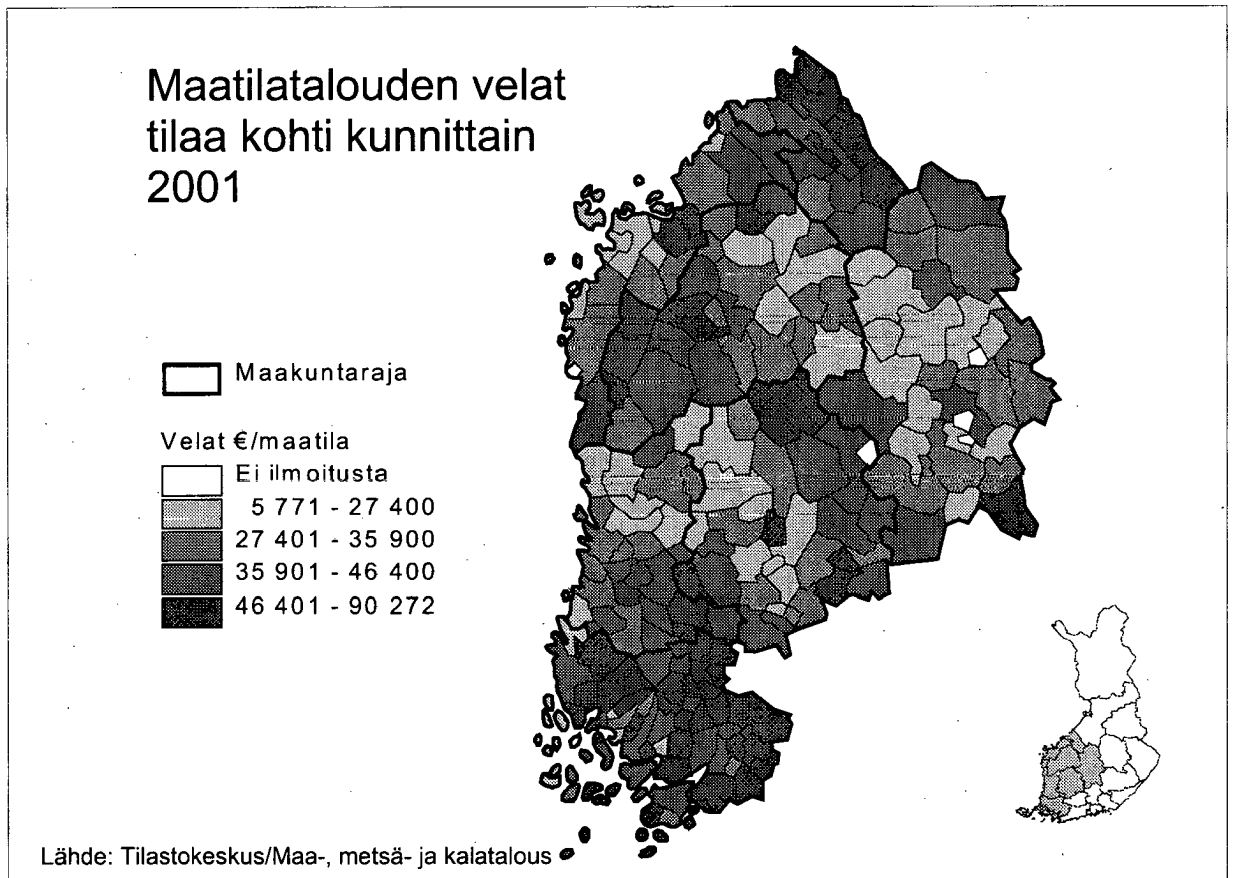 Maatilatalouden velat
tilaa kohti kunnittain
2001
Maakuntaraja
Velat €/maatila
Ei ilmoitusta
5 771 - 27 400
27 401 - 35 900
35 901 - 46 400
46 401 - 90 272
Lähde: Tilastokeskus/Maa-, metsä- ja kalatalous